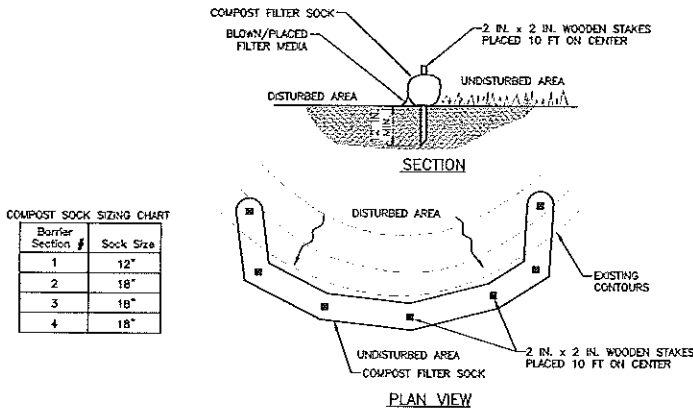 COMPOST FILTER SOCK
BLOWN/PLACED
FILTER MEDIA
2 IN. x 2 IN. WOODEN STAKES
PLACED 10 FT ON CENTER
DISTURBED AREA
UNDISTURBED AREA
12 IN.
MIN.
SECTION
COMPOST SOCK SIZING CHART
Barrier
Section #
Sock Size
1
12"
2
18"
3
18"
4
18"
DISTURBED AREA
EXISTING
CONTOURS
UNDISTURBED AREA
COMPOST FILTER SOCK
2 IN. x 2 IN. WOODEN STAKES
PLACED 10 FT ON CENTER
PLAN VIEW